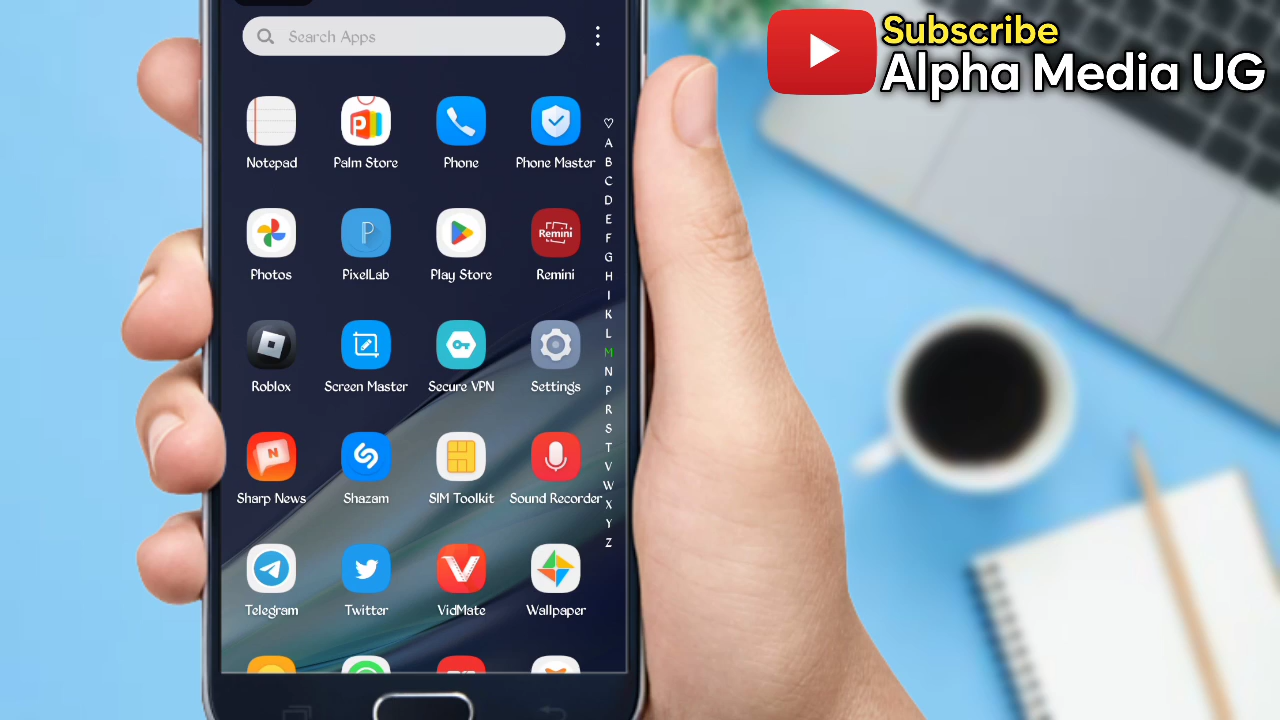 Search Apps
Subscribe
Alpha Media UG
Notepad
Palm Store
Phone
Phone Master
Photos
PixelLab
Play Store
Remini
Remini
Roblox
Screen Master
Secure VPN
Settings
N
Sharp News
Shazam
SIM Toolkit
Sound Recorder
Telegram
Twitter
VidMate
Wallpaper
A
B
C
D
E
F
G
H
I
K
L
M
N
P
R
S
T
V
W
X
Y
Z